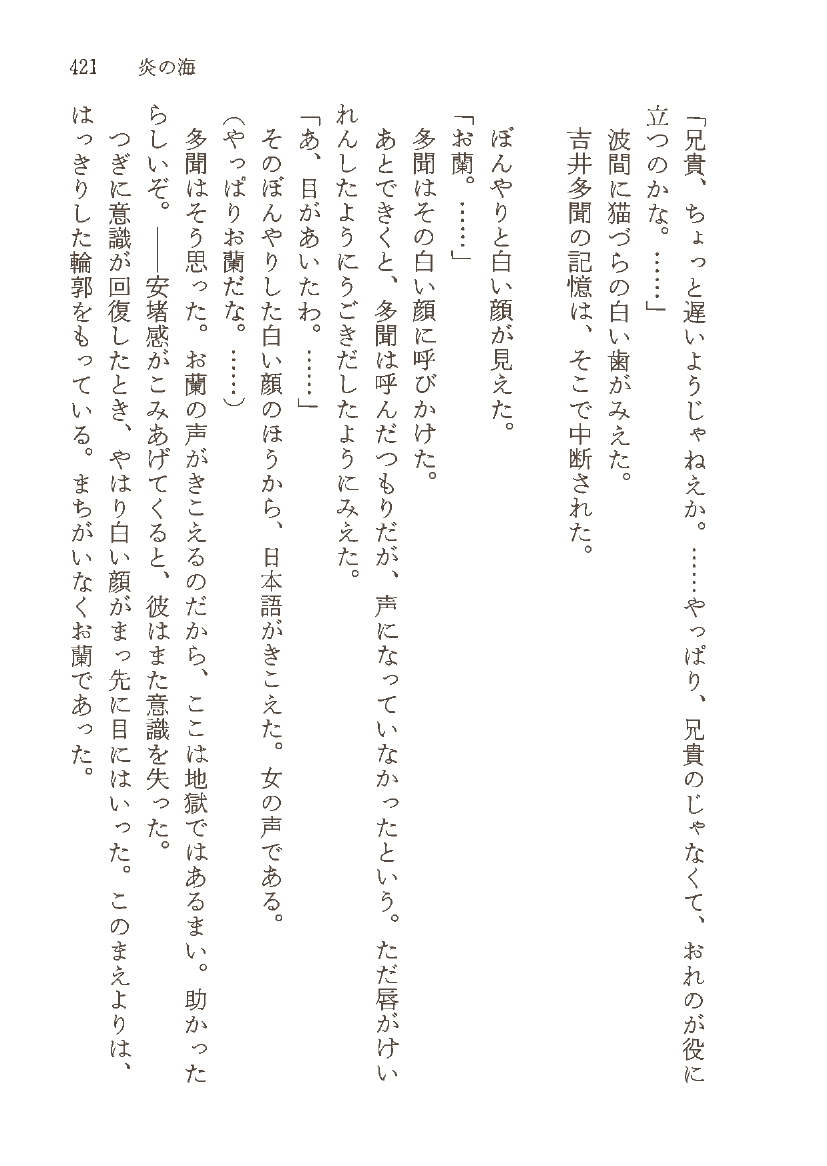 421　炎の海
「兄貴、ちょっと遅いようじゃねえか。……やっぱり、兄貴のじゃなくて、おれのが役に
立つのかな。……」
波間に猫づらの白い歯がみえた。
吉井多聞の記憶は、そこで中断された。
ぼんやりと白い顔が見えた。
「お蘭。……」
多聞はその白い顔に呼びかけた。
あとできくと、多聞は呼んだつもりだが、声になっていなかったという。ただ唇がけい
れんしたようにうごきだしたようにみえた。
「あ、目があいたわ。……」
そのぼんやりした白い顔のほうから、日本語がきこえた。女の声である。
（やっぱりお蘭だな。……）
多聞はそう思った。お蘭の声がきこえるのだから、ここは地獄ではあるまい。助かった
らしいぞ。――安堵感がこみあげてくると、彼はまた意識を失った。
つぎに意識が回復したとき、やはり白い顔がまっ先に目にはいった。このまえよりは、
はっきりした輪郭をもっている。まちがいなくお蘭であった。